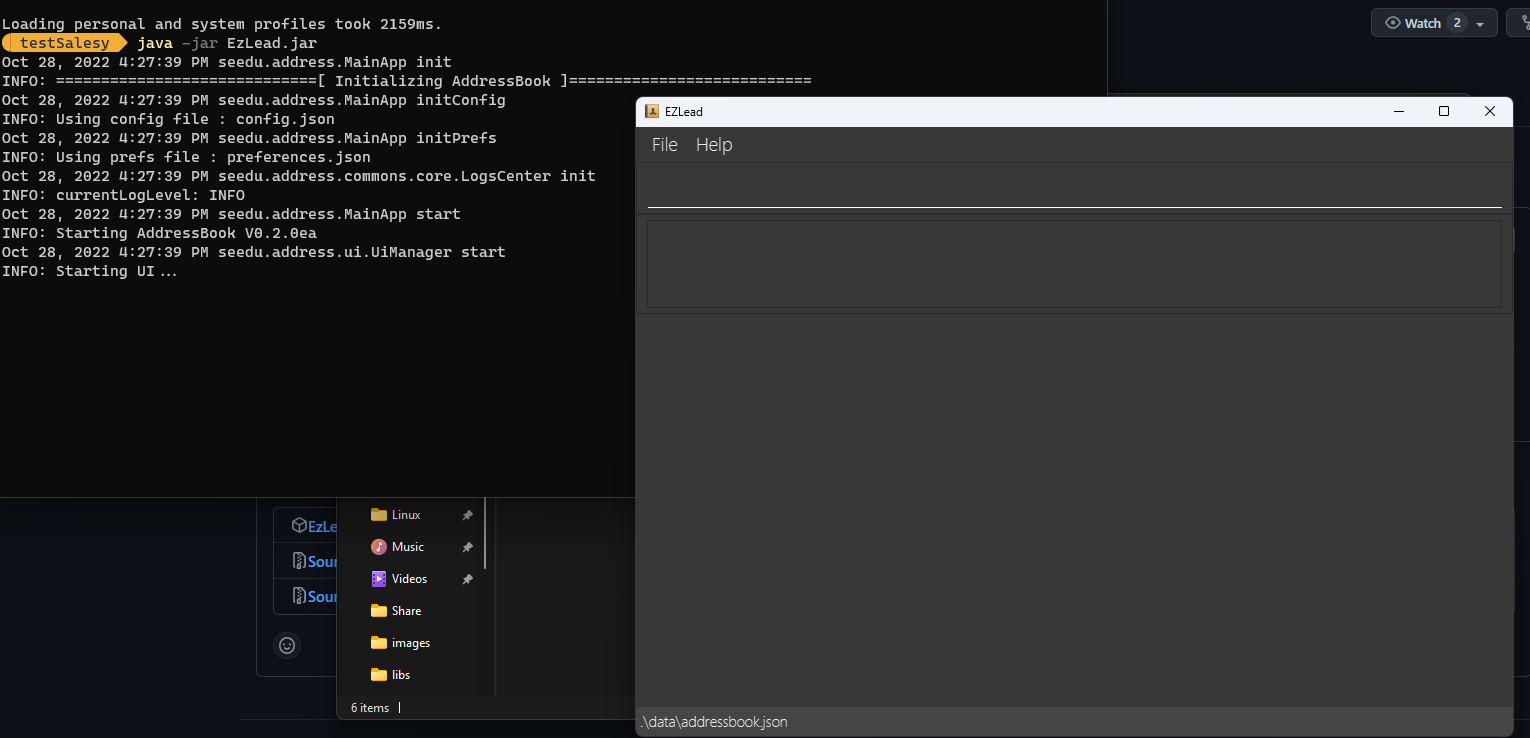 Loading personal and system profiles took 2159ms.
testSalesy java -jar EzLead.jar
Oct 28, 2022 4:27:39 PM seedu.address.MainApp init
INFO: =============================[ Initializing AddressBook ]===========================
Oct 28, 2022 4:27:39 PM seedu.address.MainApp initConfig
INFO: Using config file : config.json
Oct 28, 2022 4:27:39 PM seedu.address.MainApp initPrefs
INFO: Using prefs file : preferences.json
Oct 28, 2022 4:27:39 PM seedu.address.commons.core.LogsCenter init
INFO: currentLogLevel: INFO
Oct 28, 2022 4:27:39 PM seedu.address.MainApp start
INFO: Starting AddressBook V0.2.0ea
Oct 28, 2022 4:27:39 PM seedu.address.ui.UiManager start
INFO: Starting UI...
Watch 2
EZLead
File Help
.\data\addressbook.json
EzLe
Sour
Sour
Linux
Music
Videos
Share
images
libs
6 items